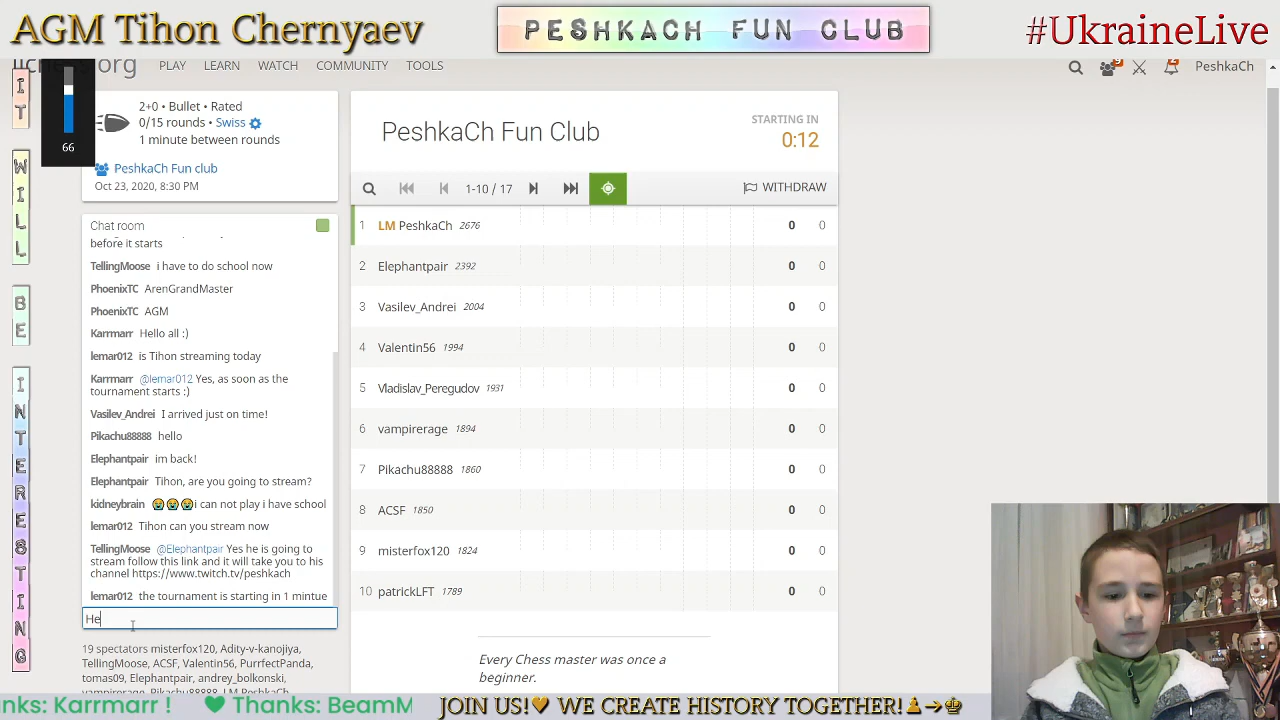 AGM Tihon Chernyaev
PESHKACH FUN CLUB
#UkraineLive
PLAY LEARN WATCH COMMUNITY TOOLS
PeshkaCh
IT WILL BE INTERESTING
66
2+0 • Bullet • Rated
0/15 rounds • Swiss
1 minute between rounds
PeshkaCh Fun club
Oct 23, 2020, 8:30 PM
Chat room
before it starts
TellingMoose i have to do school now
PhoenixTC ArenGrandMaster
PhoenixTC AGM
Karrmarr Hello all :)
lemar012 is Tihon streaming today
Karrmarr @lemar012 Yes, as soon as the
tournament starts :)
Vasilev_Andrei I arrived just on time!
Pikachu88888 hello
Elephantpair im back!
Elephantpair Tihon, are you going to stream?
kidneybrain 😭😭😭i can not play i have school
lemar012 Tihon can you stream now
TellingMoose @Elephantpair Yes he is going to
stream follow this link and it will take you to his
channel https://www.twitch.tv/peshkach
lemar012 the tournament is starting in 1 mintue
He
19 spectators misterfox120, Adity-v-kanojiya,
TellingMoose, ACSF, Valentin56, PurrfectPanda,
tomas09, Elephantpair, andrey_bolkonski,
vampirerage, Pikachu88888, LM PeshkaCh
PeshkaCh Fun Club
STARTING IN
0:12
1-10 / 17
WITHDRAW
1 LM PeshkaCh 2676 0 0
2 Elephantpair 2392 0 0
3 Vasilev_Andrei 2004 0 0
4 Valentin56 1994 0 0
5 Vladislav_Peregudov 1931 0 0
6 vampirerage 1894 0 0
7 Pikachu88888 1860 0 0
8 ACSF 1850 0 0
9 misterfox120 1824 0 0
10 patrickLFT 1789 0 0
Every Chess master was once a
beginner.
nks: Karrmarr ! 💚 Thanks: BeamM
JOIN US!🧡 WE CREATE HISTORY TOGETHER!♟→♚